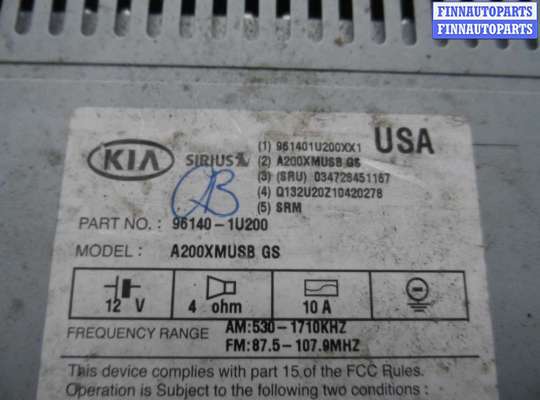 FINNAUTOPARTS
FINNAUTOPARTS
KIA SIRIUS
(1) 961401U200XX1 USA
(2) A200XMUSB GS
(3) (SRU) 034728451167
(4) Q132U20Z10420278
(5) SRM
PART NO. : 96140-1U200
MODEL : A200XMUSB GS
12 V 4 ohm 10 A
FREQUENCY RANGE AM:530-1710KHZ
FM:87.5-107.9MHZ
This device complies with part 15 of the FCC Rules.
Operation is Subject to the following two conditions :